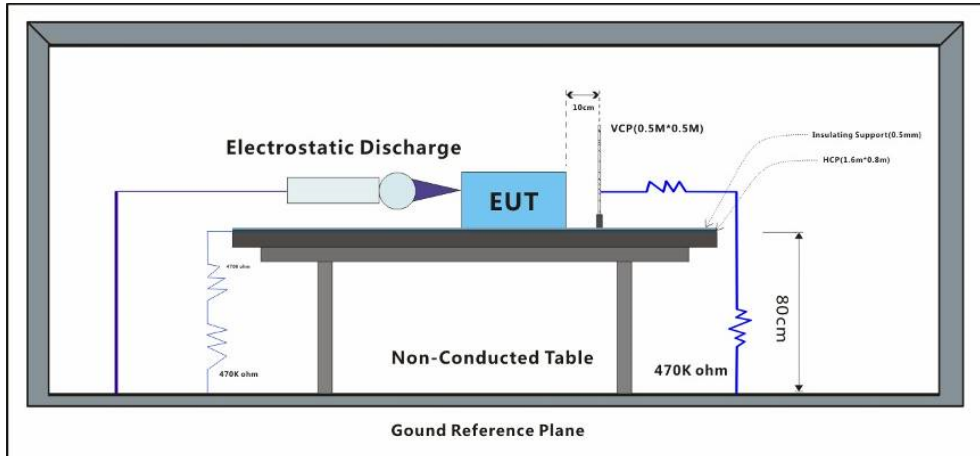 10cm
VCP(0.5M*0.5M)
Insulating Support(0.5mm)
Electrostatic Discharge
HCP(1.6m*0.8m)
EUT
470K ohm
80cm
Non-Conducted Table
470K ohm
470K ohm
Gound Reference Plane